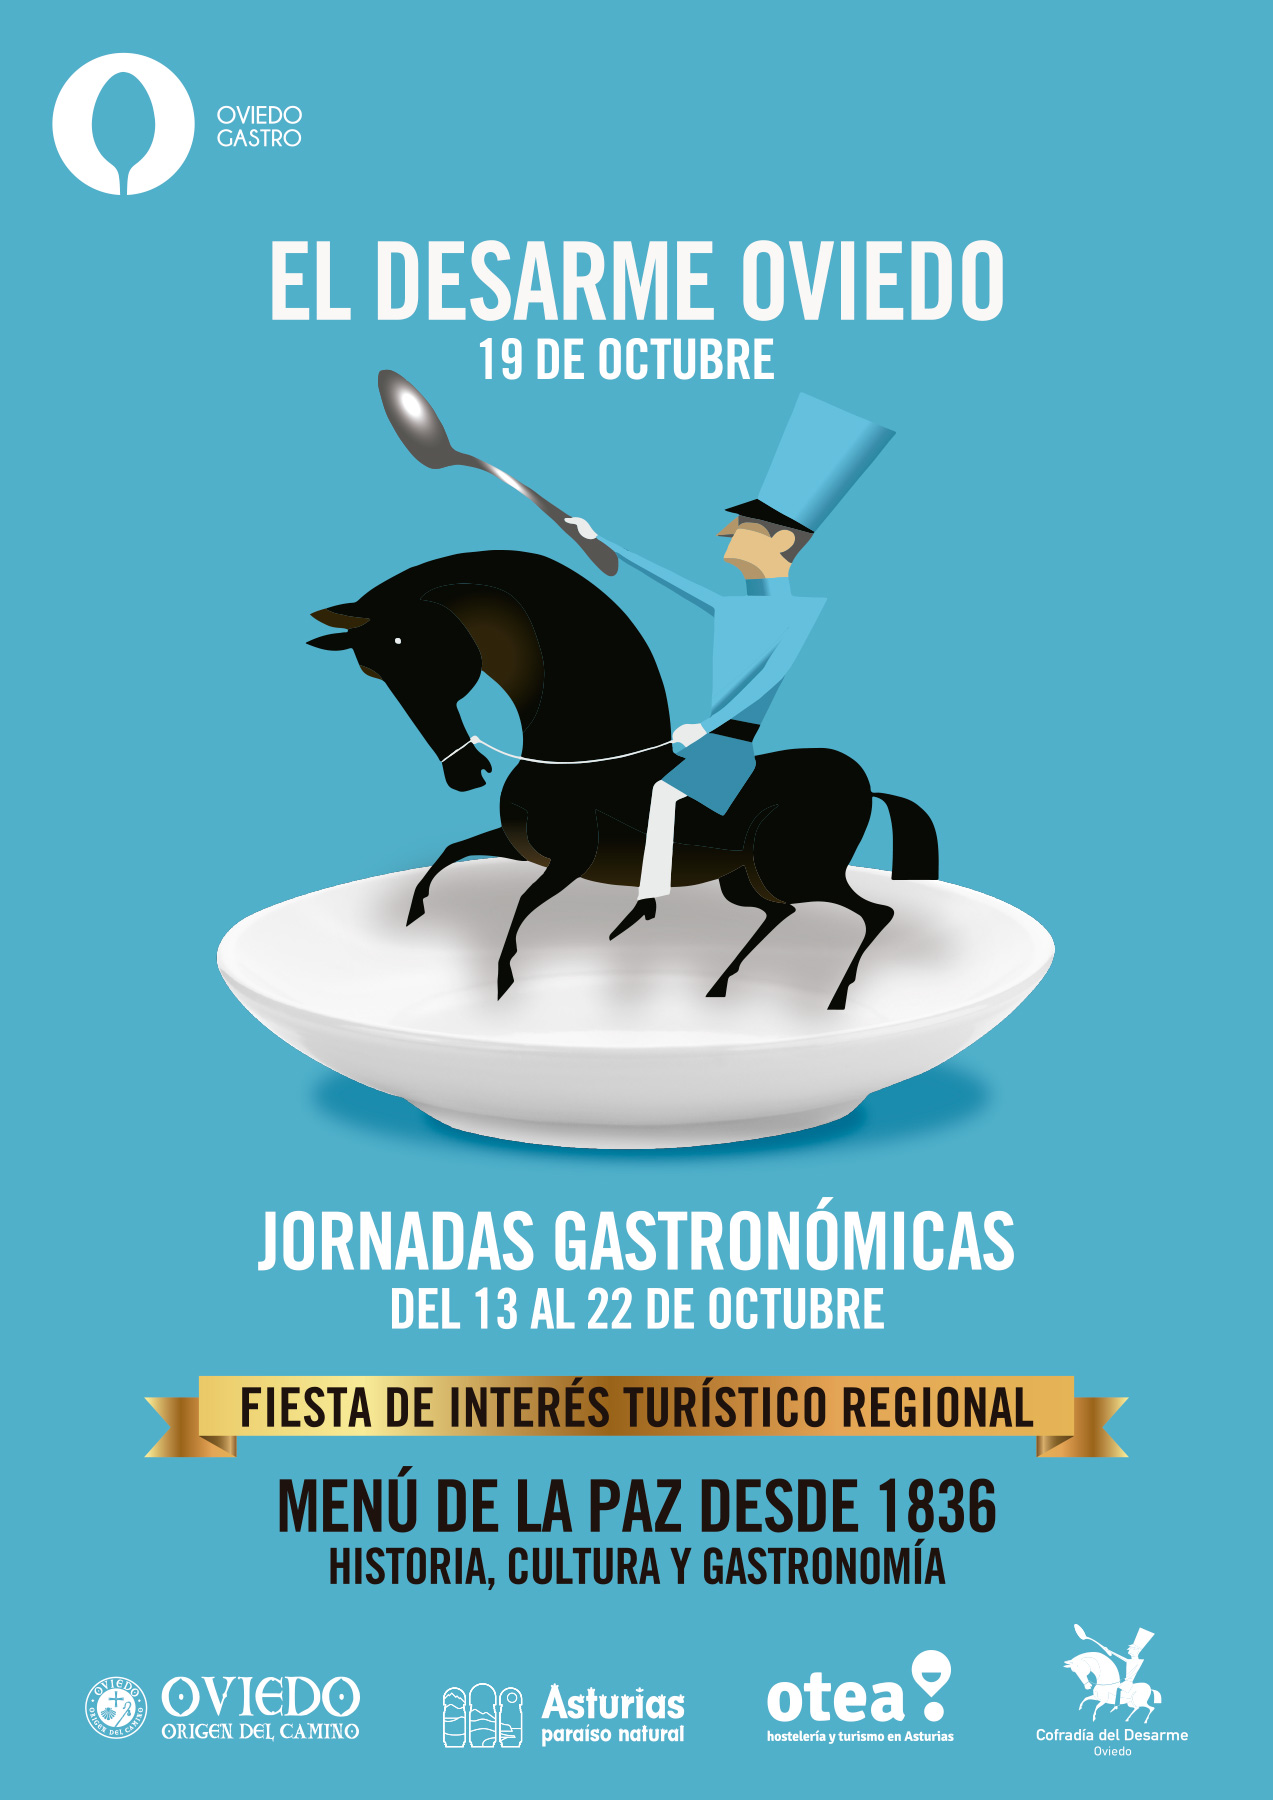 OVIEDO
GASTRO
EL DESARME OVIEDO
19 DE OCTUBRE
JORNADAS GASTRONÓMICAS
DEL 13 AL 22 DE OCTUBRE
FIESTA DE INTERÉS TURÍSTICO REGIONAL
MENÚ DE LA PAZ DESDE 1836
HISTORIA, CULTURA Y GASTRONOMÍA
OVIEDO
ORIGEN DEL CAMINO
OVIEDO
ORIGEN DEL CAMINO
Asturias
paraíso natural
otea
hostelería y turismo en Asturias
Cofradía del Desarme
Oviedo